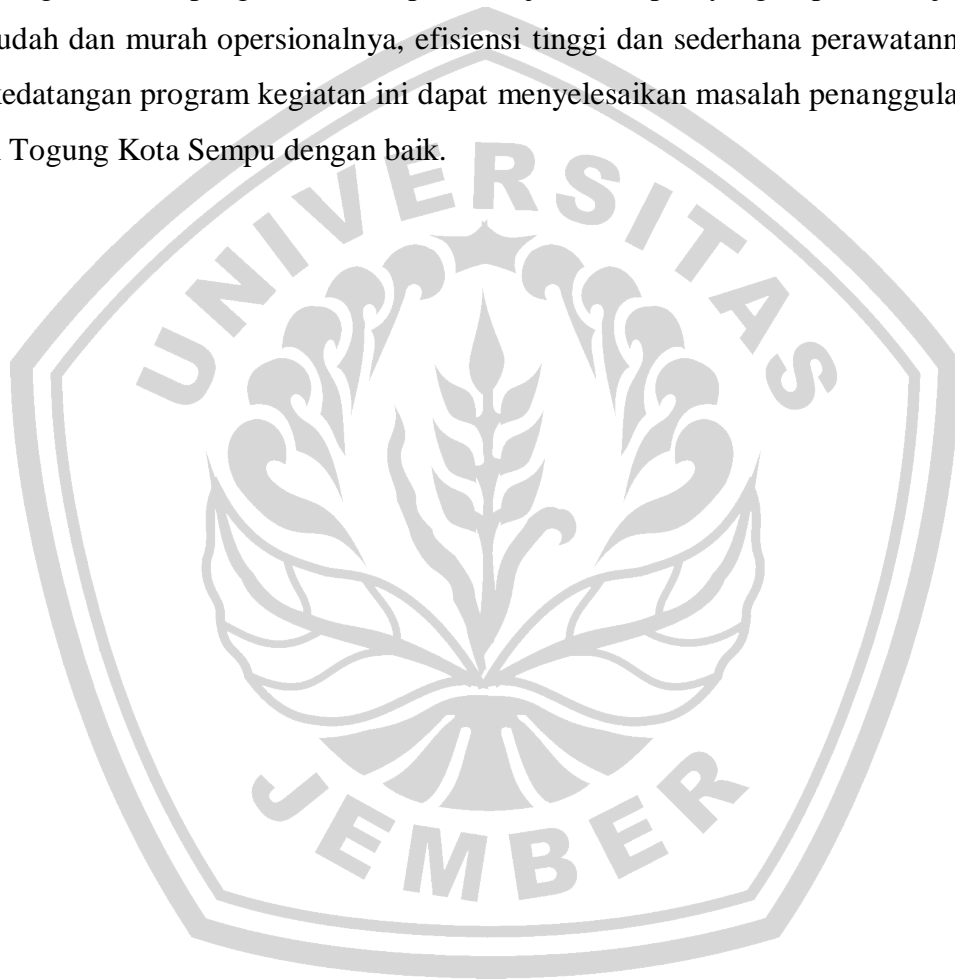 udah dan murah opersionalnya, efisiensi tinggi dan sederhana perawatann
kedatangan program kegiatan ini dapat menyelesaikan masalah penanggula
Togung Kota Sempu dengan baik.
UNIVERSITAS
JEMBER